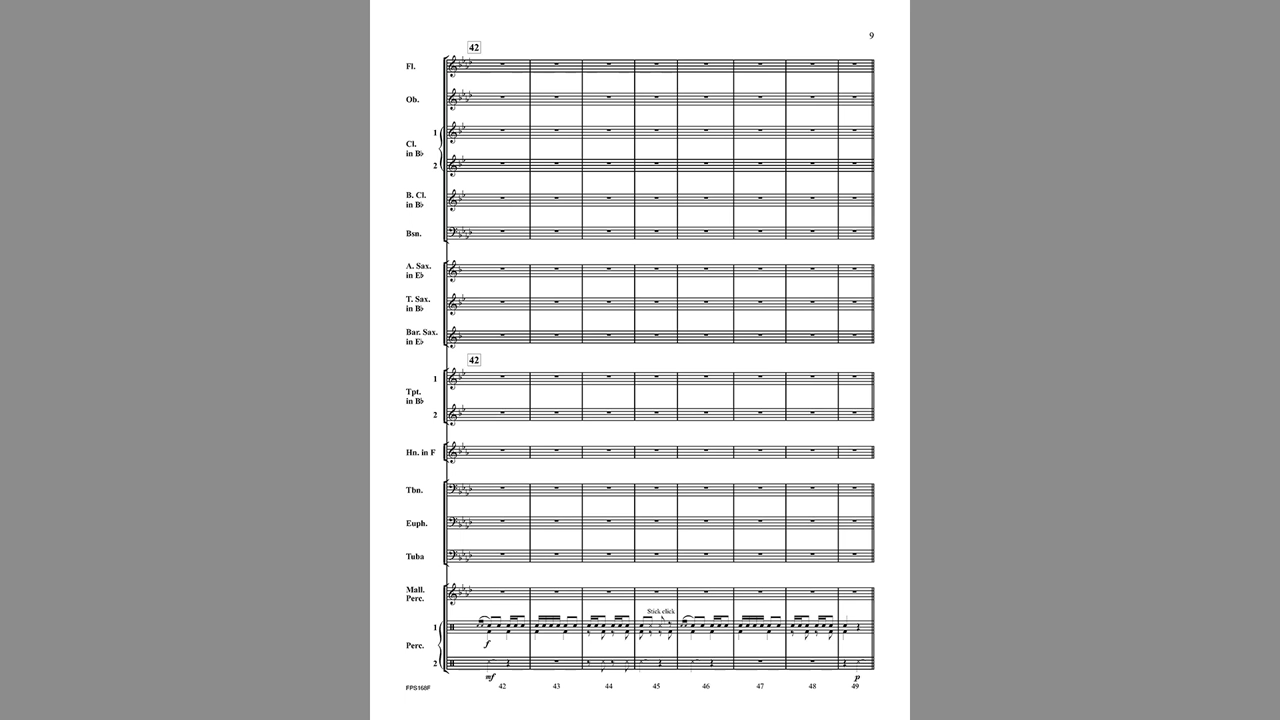 9
42
Fl.
Ob.
1
Cl.
in B♭
2
B. Cl.
in B♭
Bsn.
A. Sax.
in E♭
T. Sax.
in B♭
Bar. Sax.
in E♭
42
1
Tpt.
in B♭
2
Hn. in F
Tbn.
Euph.
Tuba
Mall.
Perc.
Stick click
1
f
Perc.
2
mf
p
FPS168F 42 43 44 45 46 47 48 49